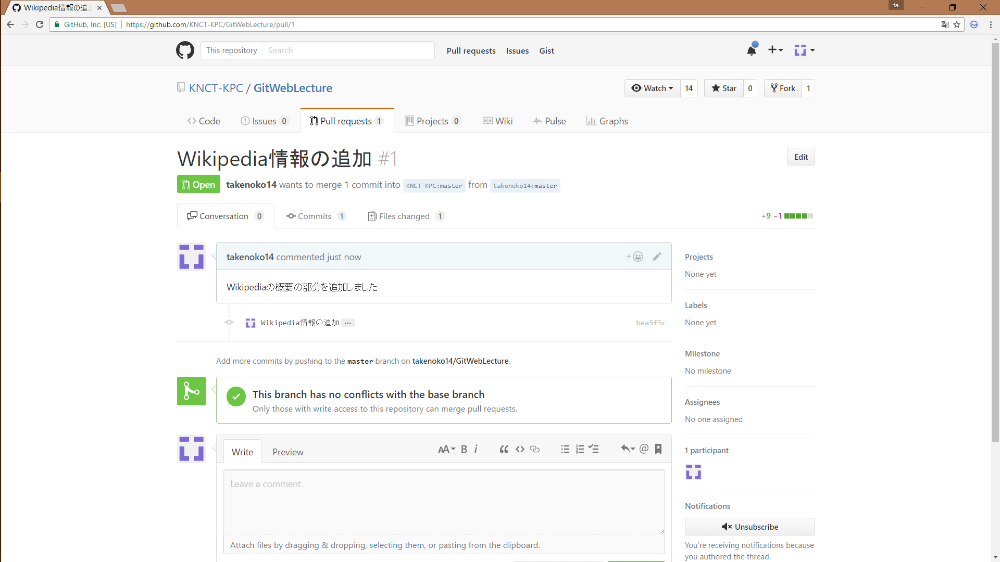 Wikipedia情報の追加
ta
GitHub, Inc. [US] https://github.com/KNCT-KPC/GitWebLecture/pull/1
This repository Search Pull requests Issues Gist
KNCT-KPC / GitWebLecture
Watch 14 Star 0 Fork 1
Code Issues 0 Pull requests 1 Projects 0 Wiki Pulse Graphs
Wikipedia情報の追加 #1
Edit
Open takenoko14 wants to merge 1 commit into KNCT-KPC:master from takenoko14:master
Conversation 0 Commits 1 Files changed 1 +9 −1
takenoko14 commented just now
Wikipediaの概要の部分を追加しました
Wikipedia情報の追加 … bea5f5c
Add more commits by pushing to the master branch on takenoko14/GitWebLecture.
This branch has no conflicts with the base branch
Only those with write access to this repository can merge pull requests.
Write Preview AA B i
Leave a comment
Attach files by dragging & dropping, selecting them, or pasting from the clipboard.
Projects
None yet
Labels
None yet
Milestone
No milestone
Assignees
No one assigned
1 participant
Notifications
Unsubscribe
You’re receiving notifications because
you authored the thread.